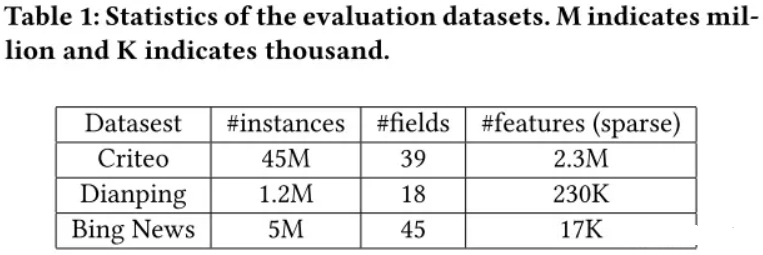 Table 1: Statistics of the evaluation datasets. M indicates mil-
lion and K indicates thousand.
Datasest #instances #fields #features (sparse)
Criteo 45M 39 2.3M
Dianping 1.2M 18 230K
Bing News 5M 45 17K